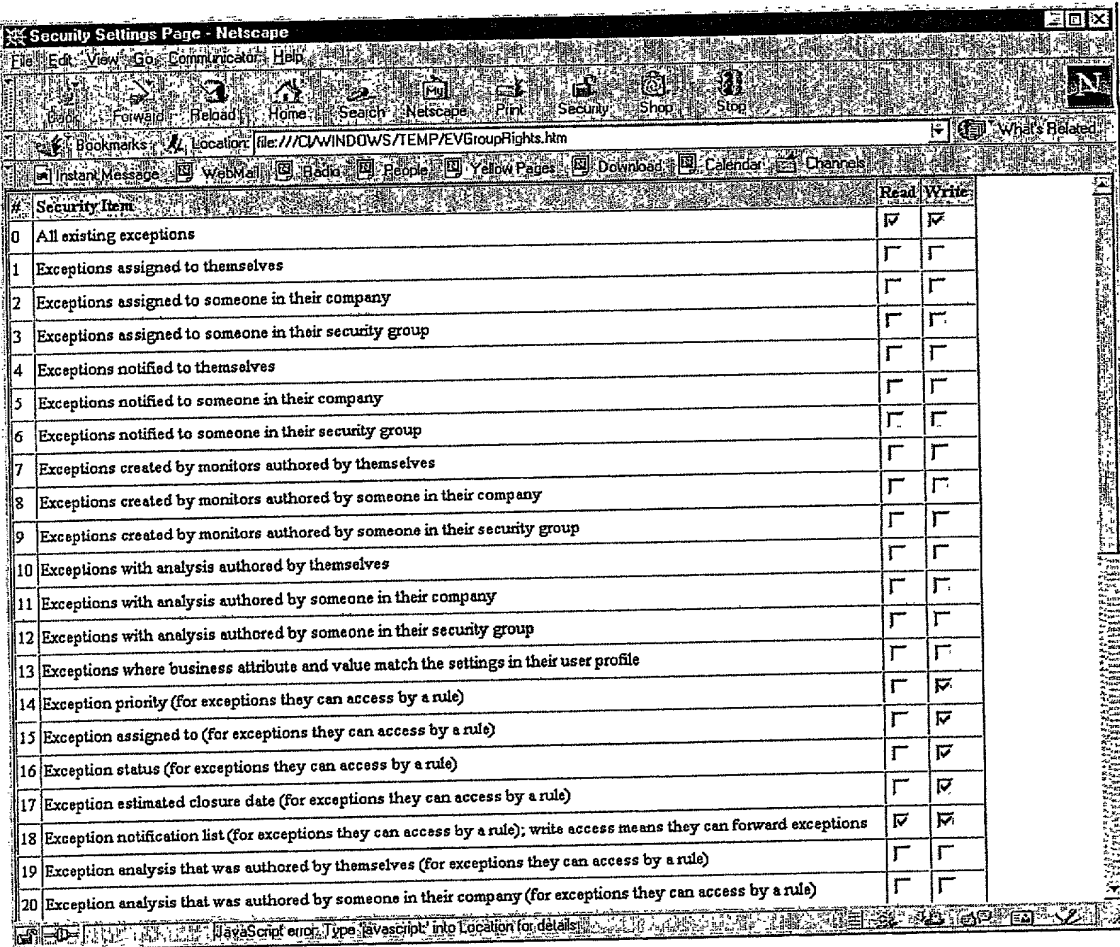 Security Settings Page - Netscape
File Edit View Go Communicator Help
Back Forward Reload Home Search Netscape Print Security Shop Stop
My
N
Bookmarks Location: file:///C|/WINDOWS/TEMP/EVGroupRights.htm What's Related
Instant Message WebMail Radio People Yellow Pages Download Calendar Channels
# Security Item Read Write
0 All existing exceptions
1 Exceptions assigned to themselves
2 Exceptions assigned to someone in their company
3 Exceptions assigned to someone in their security group
4 Exceptions notified to themselves
5 Exceptions notified to someone in their company
6 Exceptions notified to someone in their security group
7 Exceptions created by monitors authored by themselves
8 Exceptions created by monitors authored by someone in their company
9 Exceptions created by monitors authored by someone in their security group
10 Exceptions with analysis authored by themselves
11 Exceptions with analysis authored by someone in their company
12 Exceptions with analysis authored by someone in their security group
13 Exceptions where business attribute and value match the settings in their user profile
14 Exception priority (for exceptions they can access by a rule)
15 Exception assigned to (for exceptions they can access by a rule)
16 Exception status (for exceptions they can access by a rule)
17 Exception estimated closure date (for exceptions they can access by a rule)
18 Exception notification list (for exceptions they can access by a rule); write access means they can forward exceptions
19 Exception analysis that was authored by themselves (for exceptions they can access by a rule)
20 Exception analysis that was authored by someone in their company (for exceptions they can access by a rule)
JavaScript error: Type 'javascript:' into Location for details